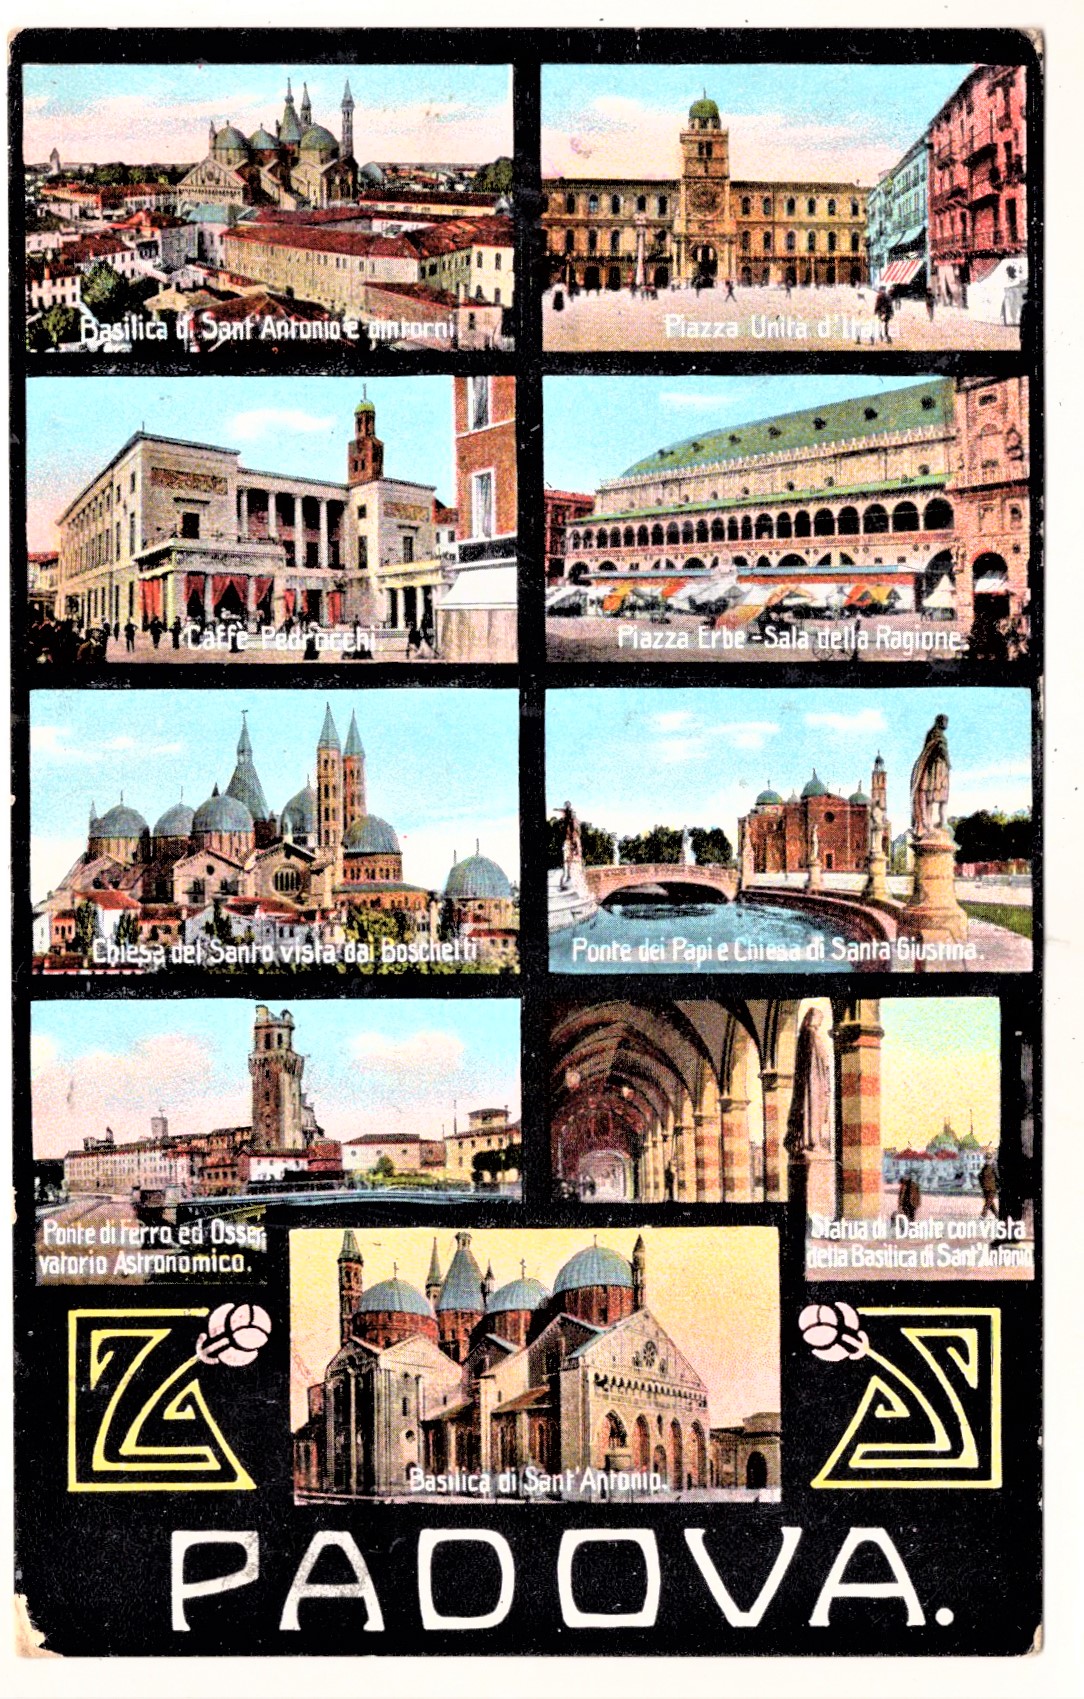 Basilica di Sant'Antonio e dintorni
Piazza Unita d'Italia
Caffè Pedrocchi.
Piazza Erbe - Sala della Ragione.
Chiesa del Santo vista dai Boschetti
Ponte dei Papi e Chiesa di Santa Giustina.
Ponte di Ferro ed Osser-
vatorio Astronomico.
Statua di Dante con vista
della Basilica di Sant'Antonio
Basilica di Sant'Antonio.
PADOVA.